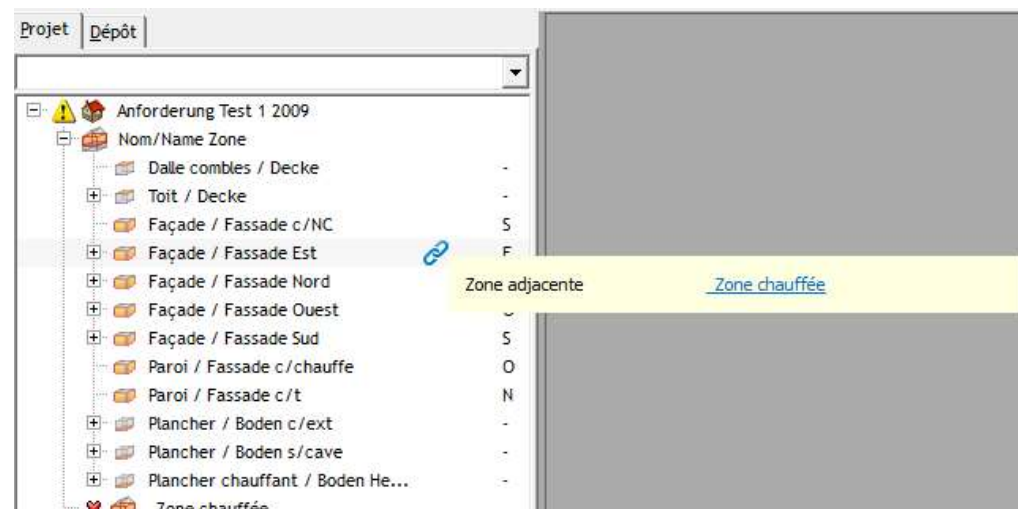 Projet Dépôt
Anforderung Test 1 2009
Nom/Name Zone
Dalle combles / Decke -
Toit / Decke -
Façade / Fassade c/NC S
Façade / Fassade Est E
Façade / Fassade Nord
Zone adjacente Zone chauffée
Façade / Fassade Ouest O
Façade / Fassade Sud S
Paroi / Fassade c/chauffe O
Paroi / Fassade c/t N
Plancher / Boden c/ext -
Plancher / Boden s/cave -
Plancher chauffant / Boden He... -
Zone chauffée